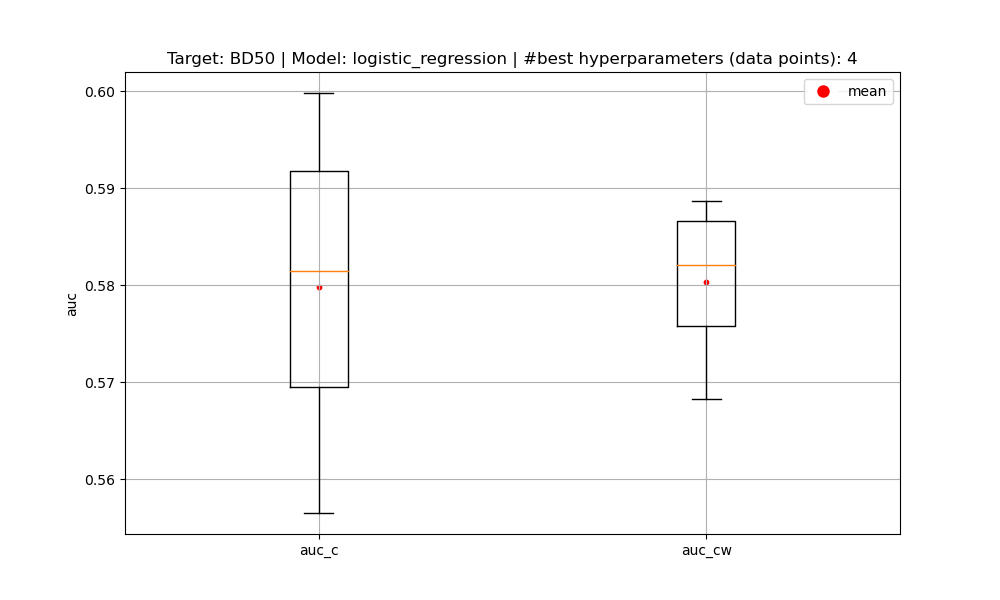 Target: BD50 | Model: logistic_regression | #best hyperparameters (data points): 4
mean
0.60
0.59
0.58
0.57
0.56
auc
auc_c
auc_cw